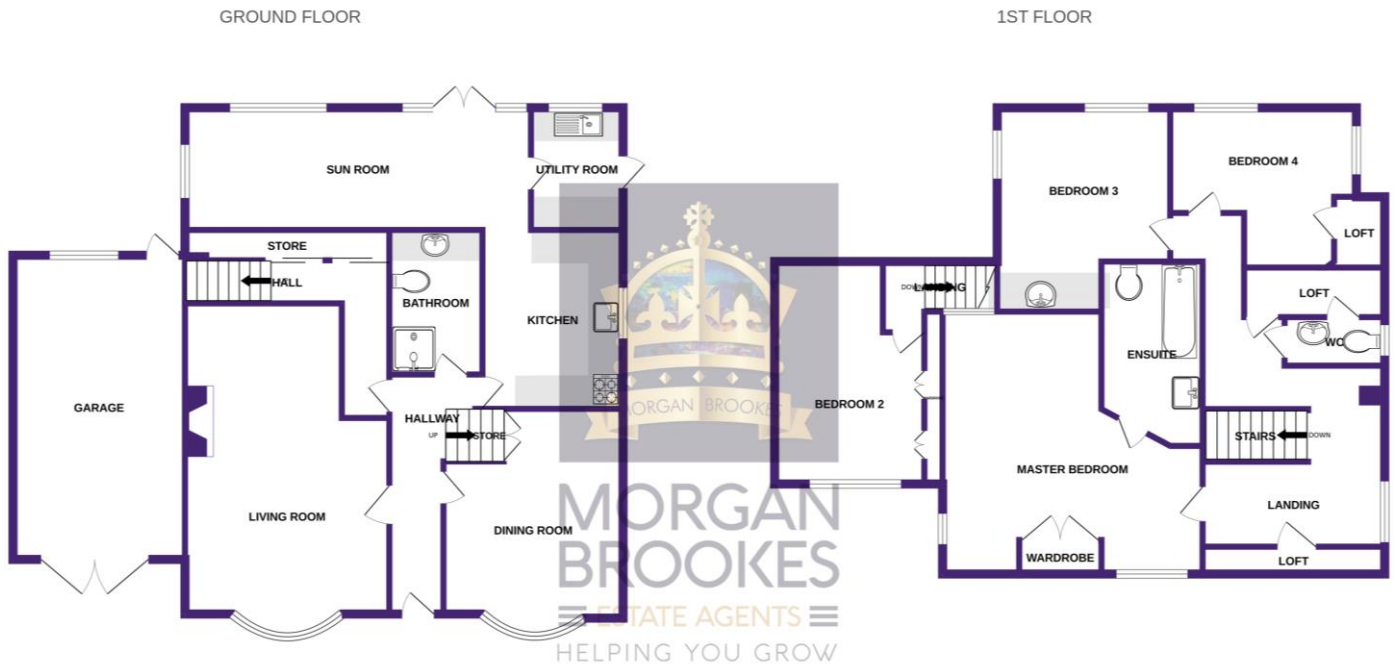 GROUND FLOOR
1ST FLOOR
SUN ROOM
UTILITY ROOM
STORE
HALL
BATHROOM
KITCHEN
GARAGE
HALLWAY
UP
STORE
LIVING ROOM
DINING ROOM
BEDROOM 3
BEDROOM 4
LOFT
DOWN
LANDING
LOFT
WC
ENSUITE
BEDROOM 2
STAIRS
DOWN
MASTER BEDROOM
LANDING
WARDROBE
LOFT
MORGAN BROOKES
MORGAN
BROOKES
ESTATE AGENTS
HELPING YOU GROW